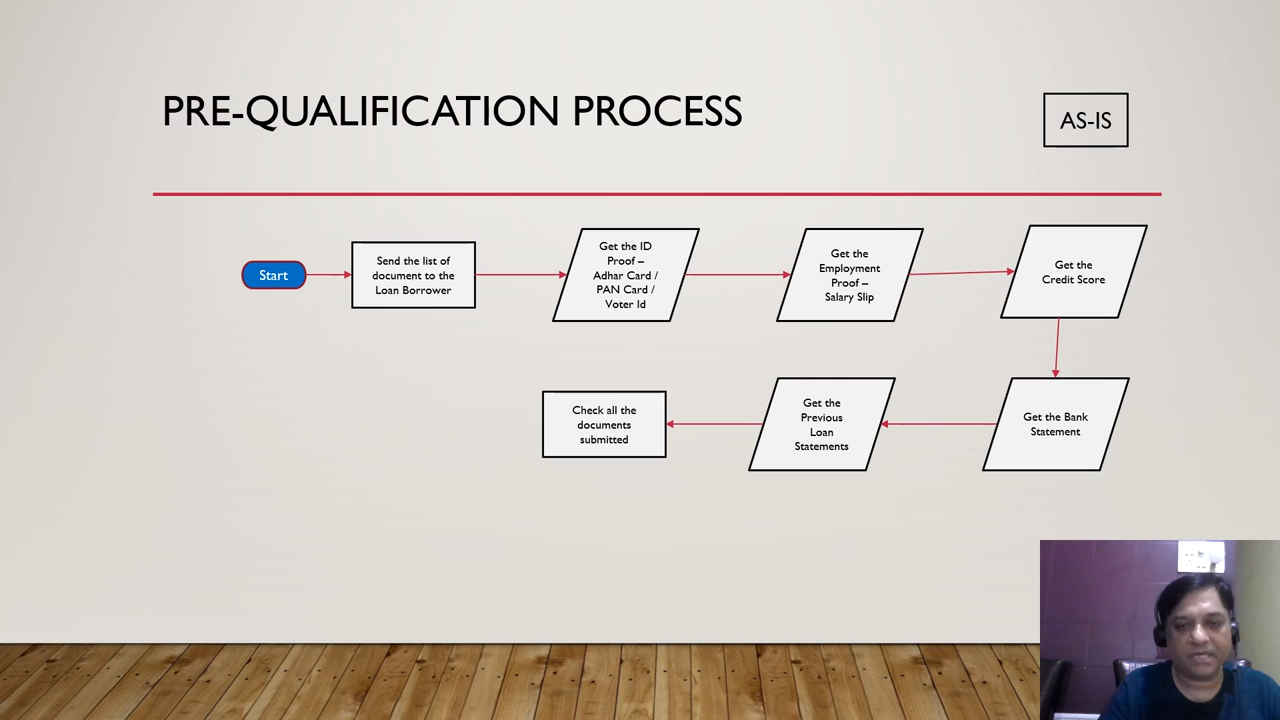 PRE-QUALIFICATION PROCESS
AS-IS
Start
Send the list of
document to the
Loan Borrower
Get the ID
Proof –
Adhar Card /
PAN Card /
Voter Id
Get the
Employment
Proof –
Salary Slip
Get the
Credit Score
Get the Bank
Statement
Get the
Previous
Loan
Statements
Check all the
documents
submitted